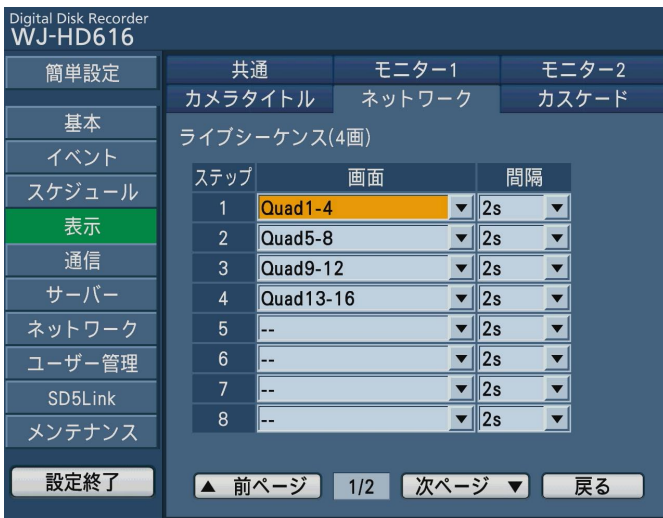 Digital Disk Recorder
WJ-HD616
簡単設定
基本
イベント
スケジュール
表示
通信
サーバー
ネットワーク
ユーザー管理
SD5Link
メンテナンス
設定終了
共通 モニター1 モニター2
カメラタイトル ネットワーク カスケード
ライブシーケンス(4画)
ステップ 画面 間隔
1 Quad1-4 ▼ 2s ▼
2 Quad5-8 ▼ 2s ▼
3 Quad9-12 ▼ 2s ▼
4 Quad13-16 ▼ 2s ▼
5 -- ▼ 2s ▼
6 -- ▼ 2s ▼
7 -- ▼ 2s ▼
8 -- ▼ 2s ▼
▲ 前ページ 1/2 次ページ ▼ 戻る